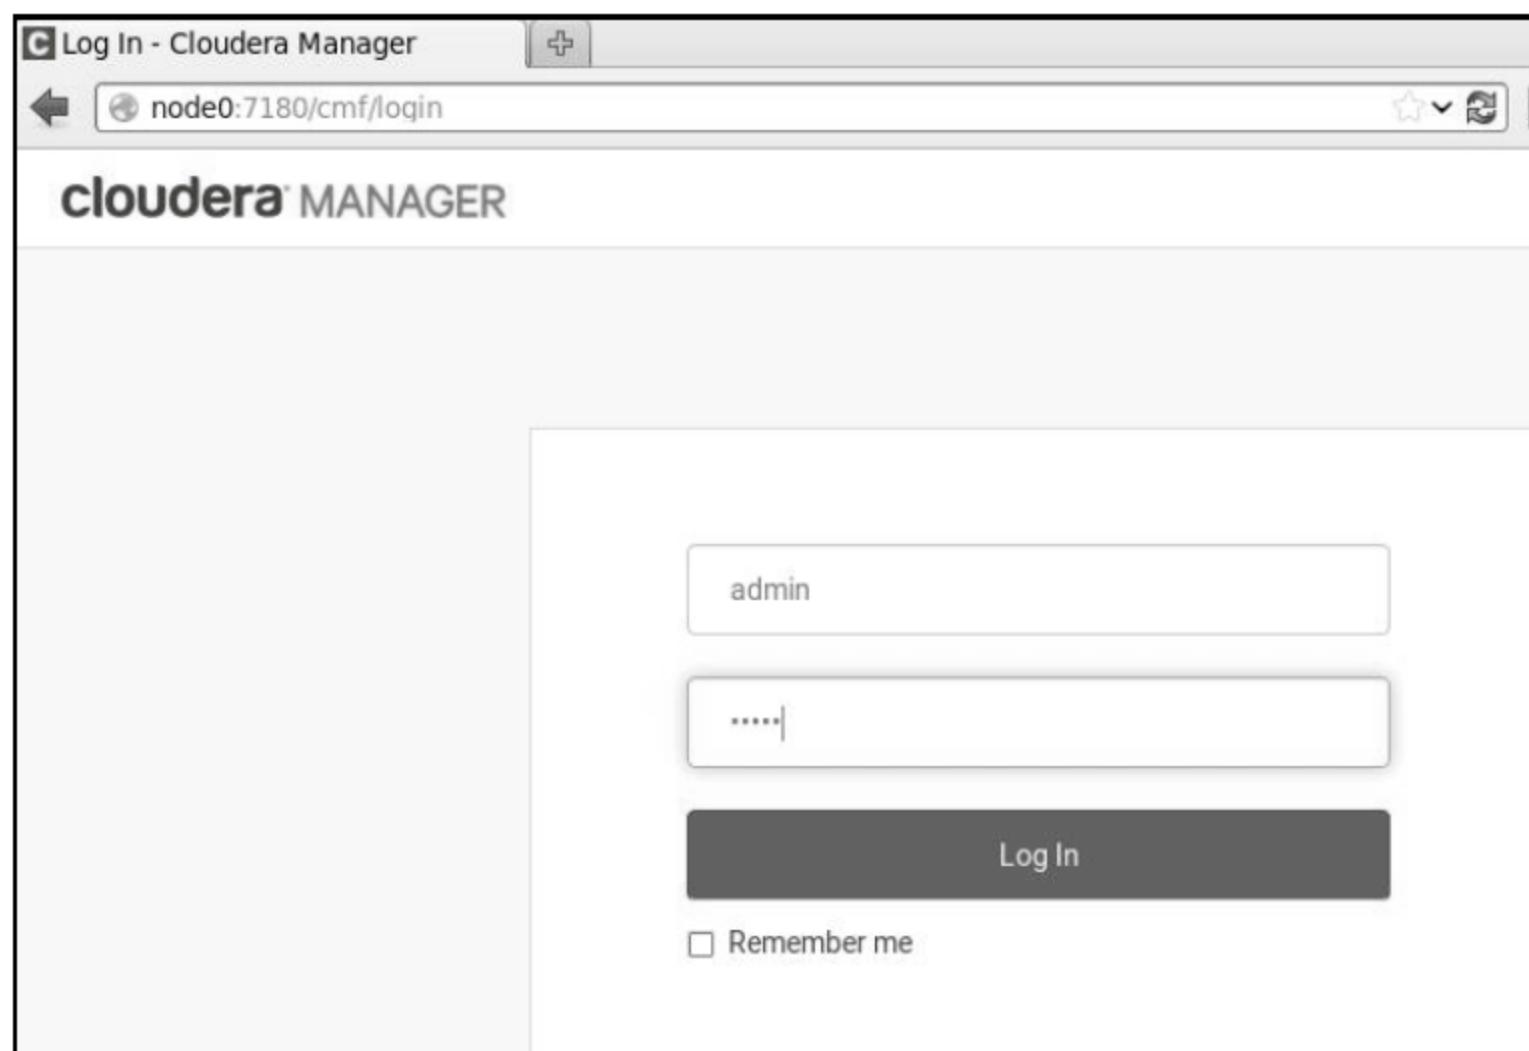 C Log In - Cloudera Manager
node0:7180/cmf/login
cloudera MANAGER
admin
•••••
Log In
Remember me